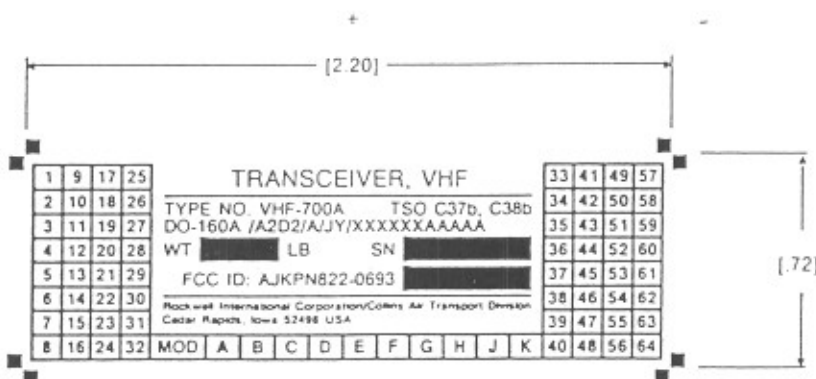 [2.20]
1 9 17 25 TRANSCEIVER, VHF 33 41 49 57
2 10 18 26 TYPE NO. VHF-700A TSO C37b, C38b 34 42 50 58
3 11 19 27 DO-160A /A2D2/A/JY/XXXXXXAAAAA 35 43 51 59
4 12 20 28 WT LB SN 36 44 52 60
5 13 21 29 FCC ID: AJKPN822-0693 37 45 53 61
[.72]
6 14 22 30 Rockwell International Corporation/Collins Air Transport Division 38 46 54 62
7 15 23 31 Cedar Rapids, Iowa 52498 USA 39 47 55 63
8 16 24 32 MOD A B C D E F G H J K 40 48 56 64